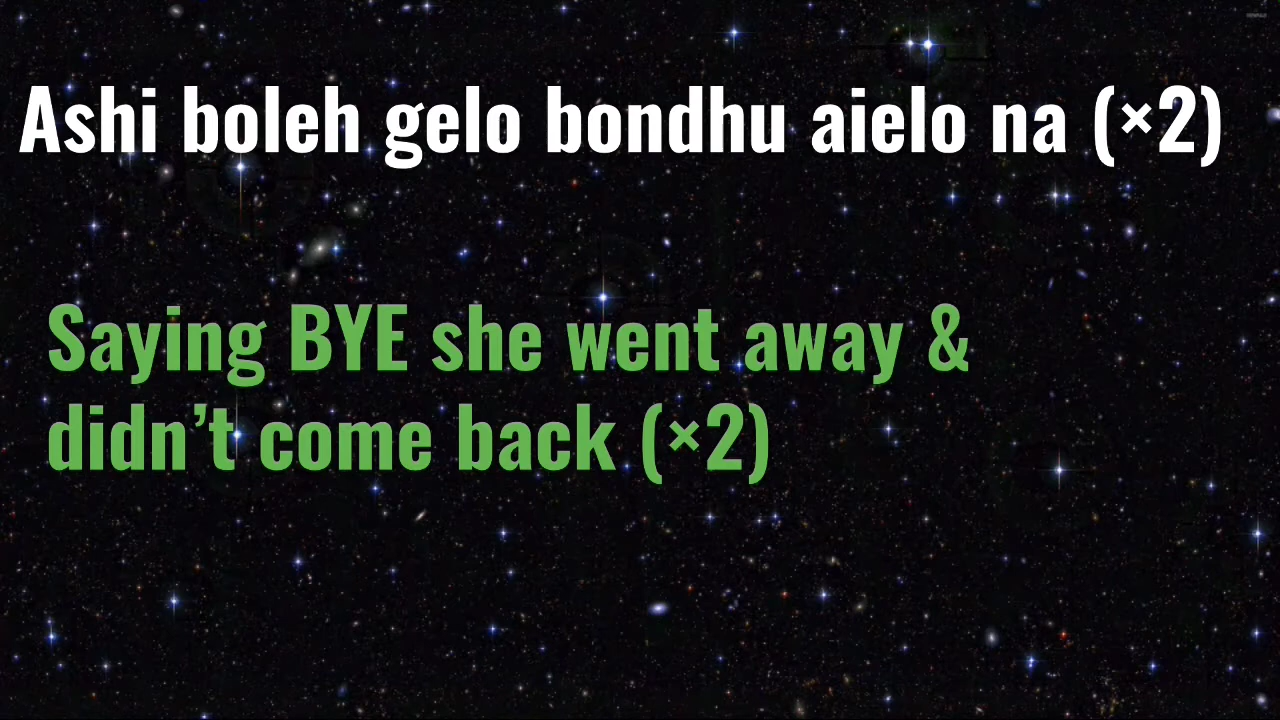 Ashi boleh gelo bondhu aielo na (×2)
Saying BYE she went away &
didn’t come back (×2)